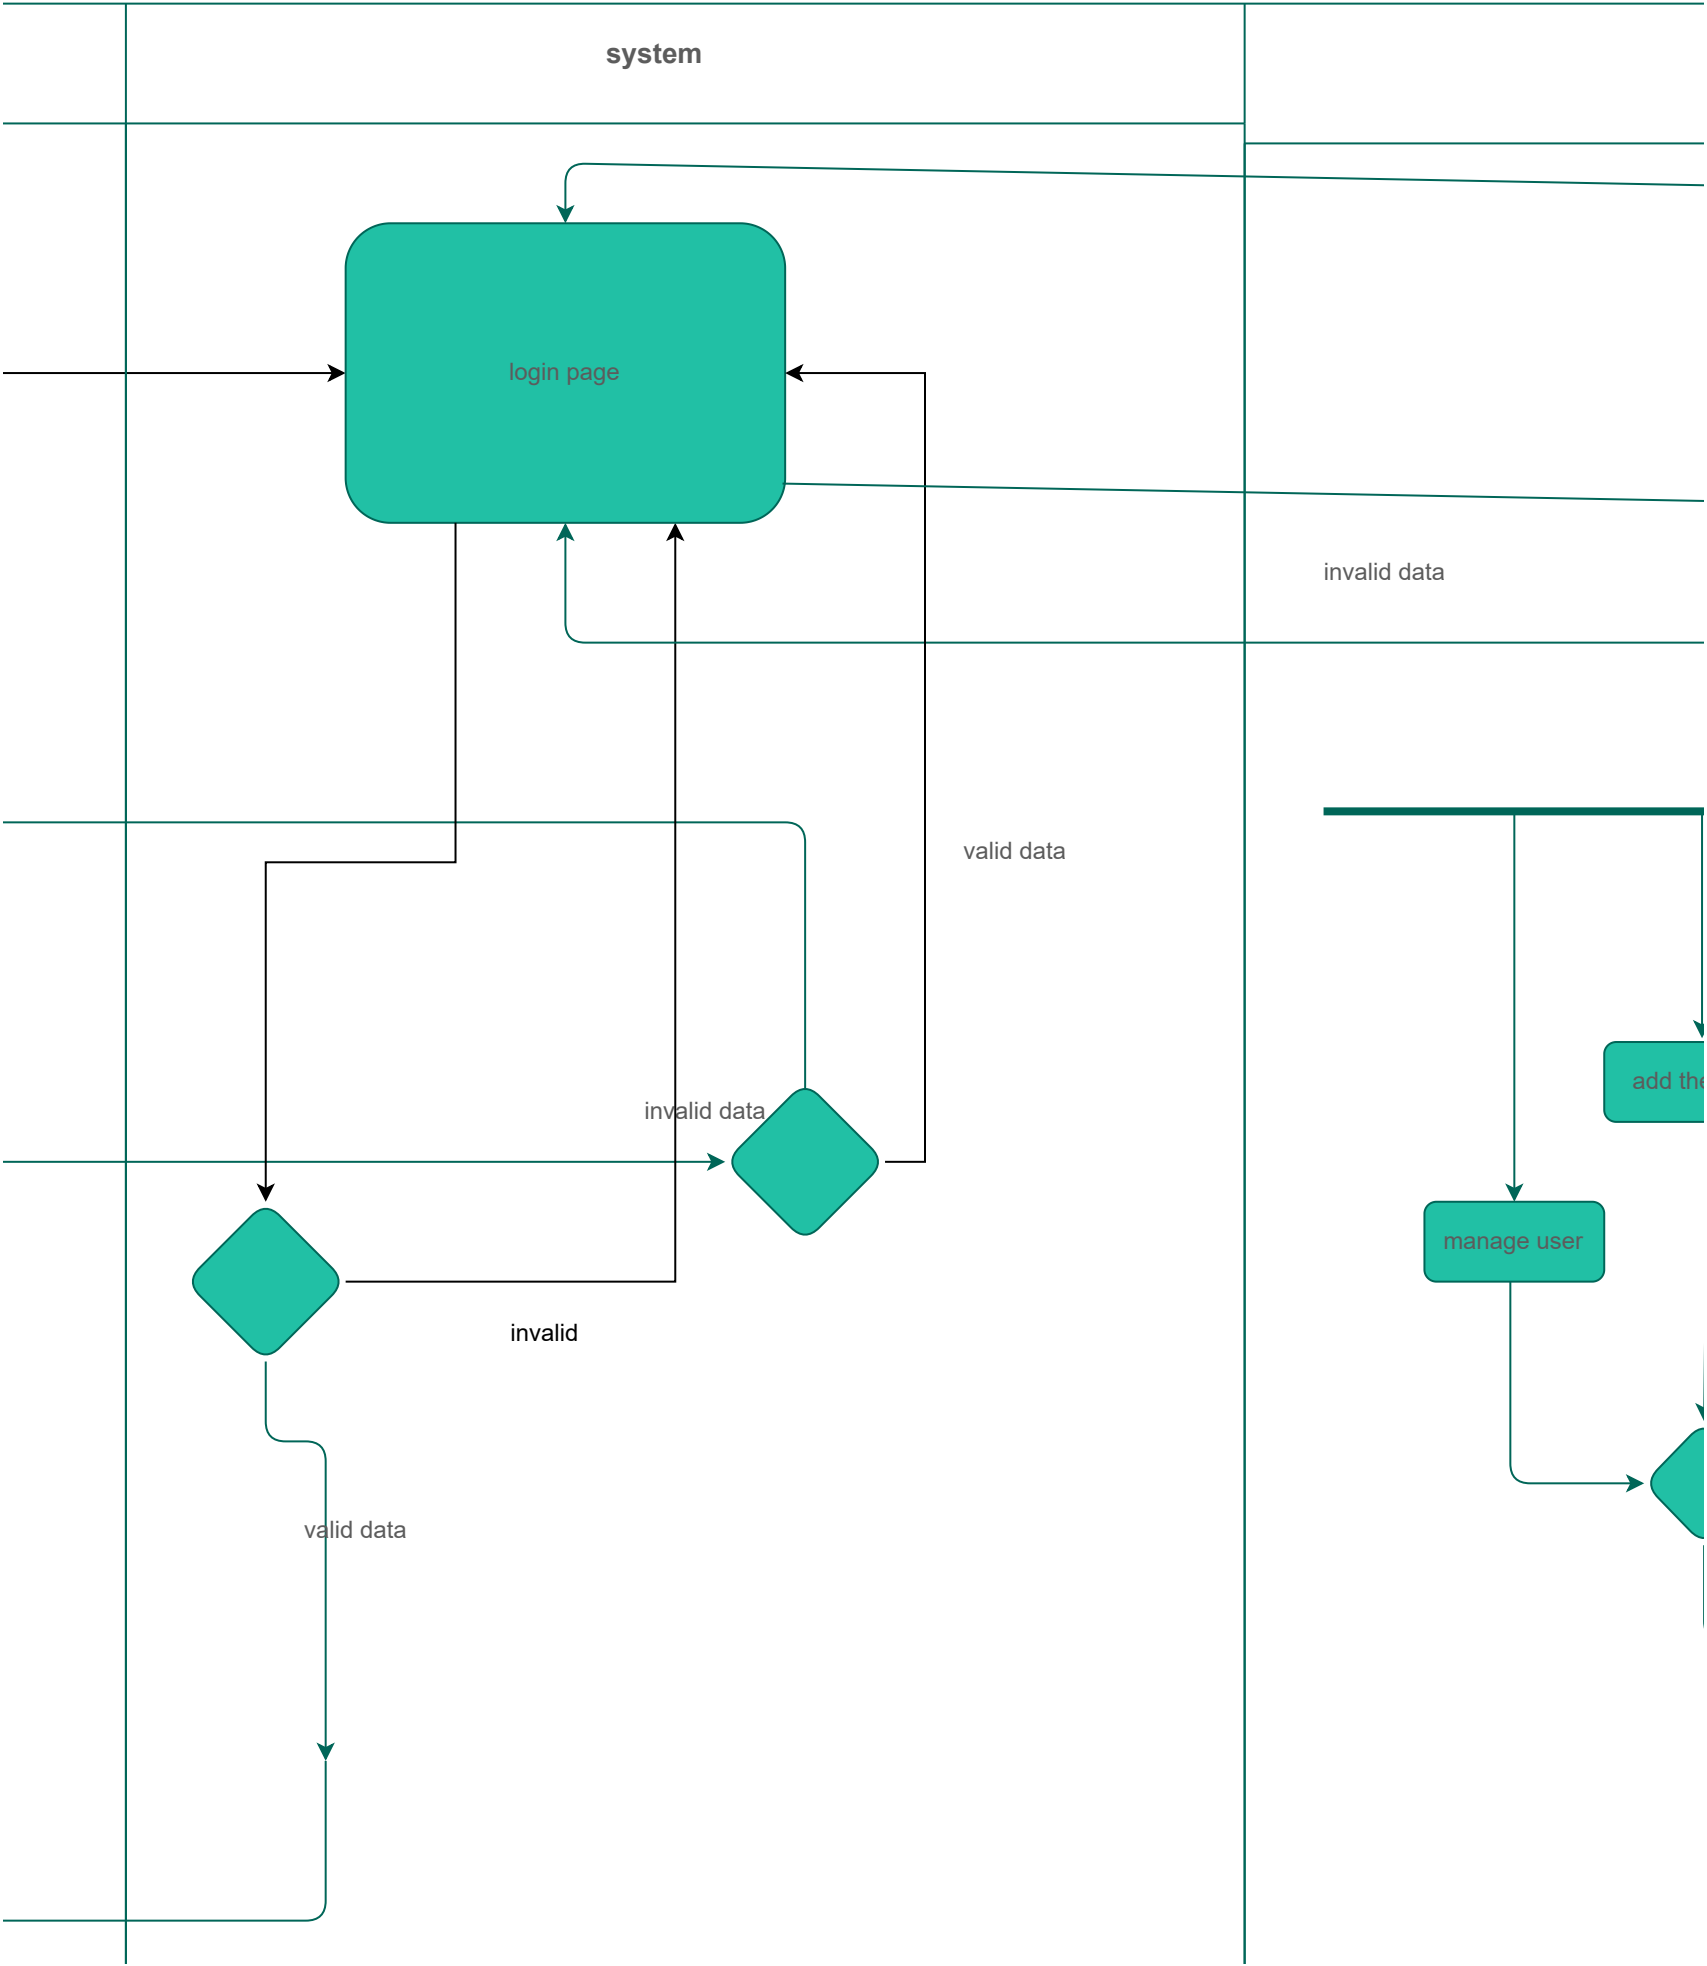 system
login page
invalid data
valid data
invalid data
add the
manage user
invalid
valid data